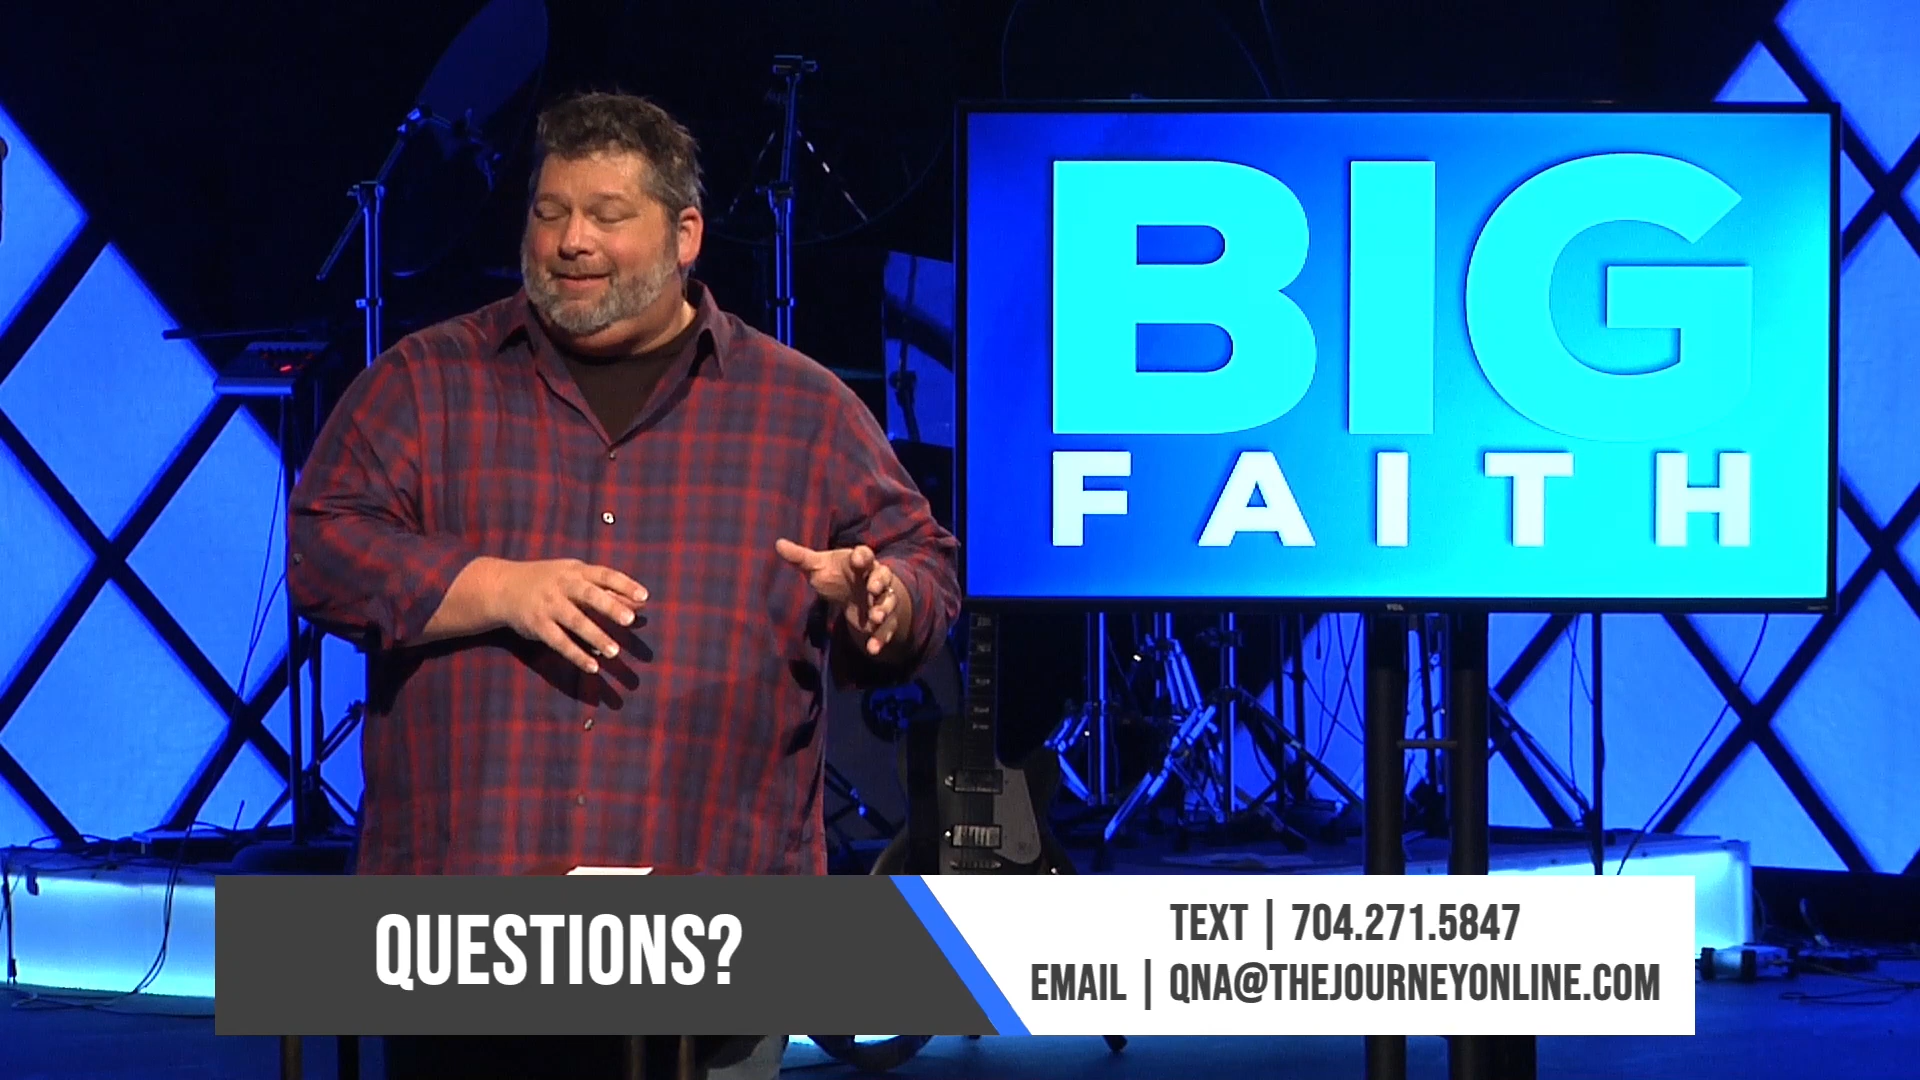 BIG
FAITH
QUESTIONS?
TEXT | 704.271.5847
EMAIL | QNA@THEJOURNEYONLINE.COM